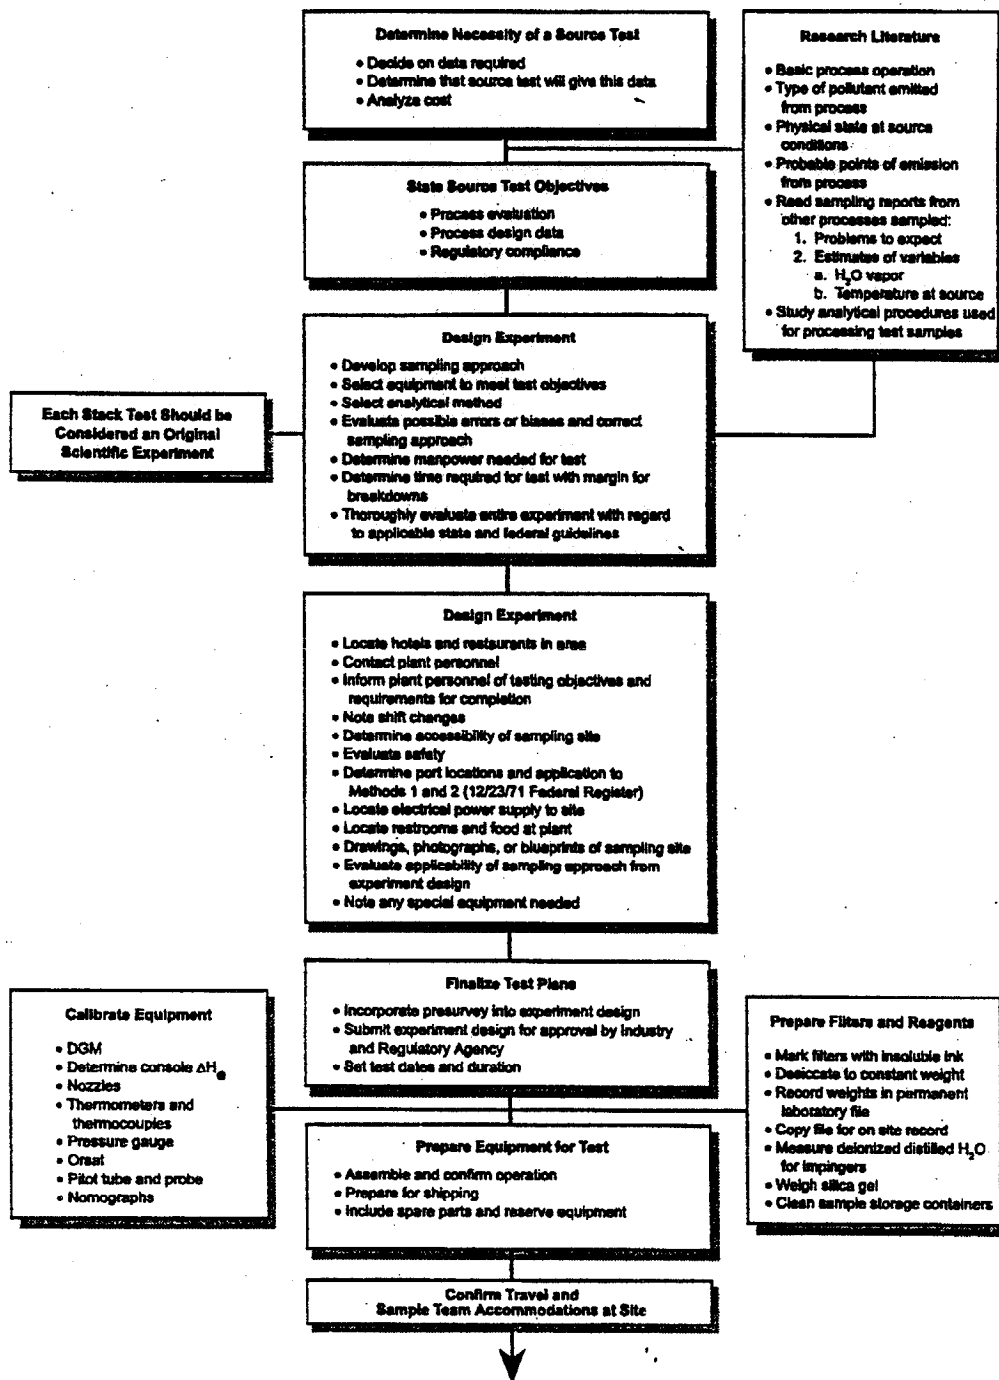 Determine Necessity of a Source Test
• Decide on data required
• Determine that source test will give this data
• Analyze cost
Research Literature
• Basic process operation
• Type of pollutant emitted
from process
• Physical state at source
conditions
• Probable points of emission
from process
• Read sampling reports from
other processes sampled:
1. Problems to expect
2. Estimates of variables
a. H₂O vapor
b. Temperature at source
• Study analytical procedures used
for processing test samples
State Source Test Objectives
• Process evaluation
• Process design data
• Regulatory compliance
Design Experiment
• Develop sampling approach
• Select equipment to meet test objectives
• Select analytical method
• Evaluate possible errors or biases and correct
sampling approach
• Determine manpower needed for test
• Determine time required for test with margin for
breakdowns
• Thoroughly evaluate entire experiment with regard
to applicable state and federal guidelines
Each Stack Test Should be
Considered an Original
Scientific Experiment
Design Experiment
• Locate hotels and restaurants in area
• Contact plant personnel
• Inform plant personnel of testing objectives and
requirements for completion
• Note shift changes
• Determine accessibility of sampling site
• Evaluate safety
• Determine port locations and application to
Methods 1 and 2 (12/23/71 Federal Register)
• Locate electrical power supply to site
• Locate restrooms and food at plant
• Drawings, photographs, or blueprints of sampling site
• Evaluate applicability of sampling approach from
experiment design
• Note any special equipment needed
Finalize Test Plans
• Incorporate presurvey into experiment design
• Submit experiment design for approval by Industry
and Regulatory Agency
• Set test dates and duration
Calibrate Equipment
• DGM
• Determine console ΔH@
• Nozzles
• Thermometers and
thermocouples
• Pressure gauge
• Orsat
• Pitot tube and probe
• Nomographs
Prepare Filters and Reagents
• Mark filters with insoluble ink
• Desiccate to constant weight
• Record weights in permanent
laboratory file
• Copy file for on site record
• Measure deionized distilled H₂O
for impingers
• Weigh silica gel
• Clean sample storage containers
Prepare Equipment for Test
• Assemble and confirm operation
• Prepare for shipping
• Include spare parts and reserve equipment
Confirm Travel and
Sample Team Accommodations at Site